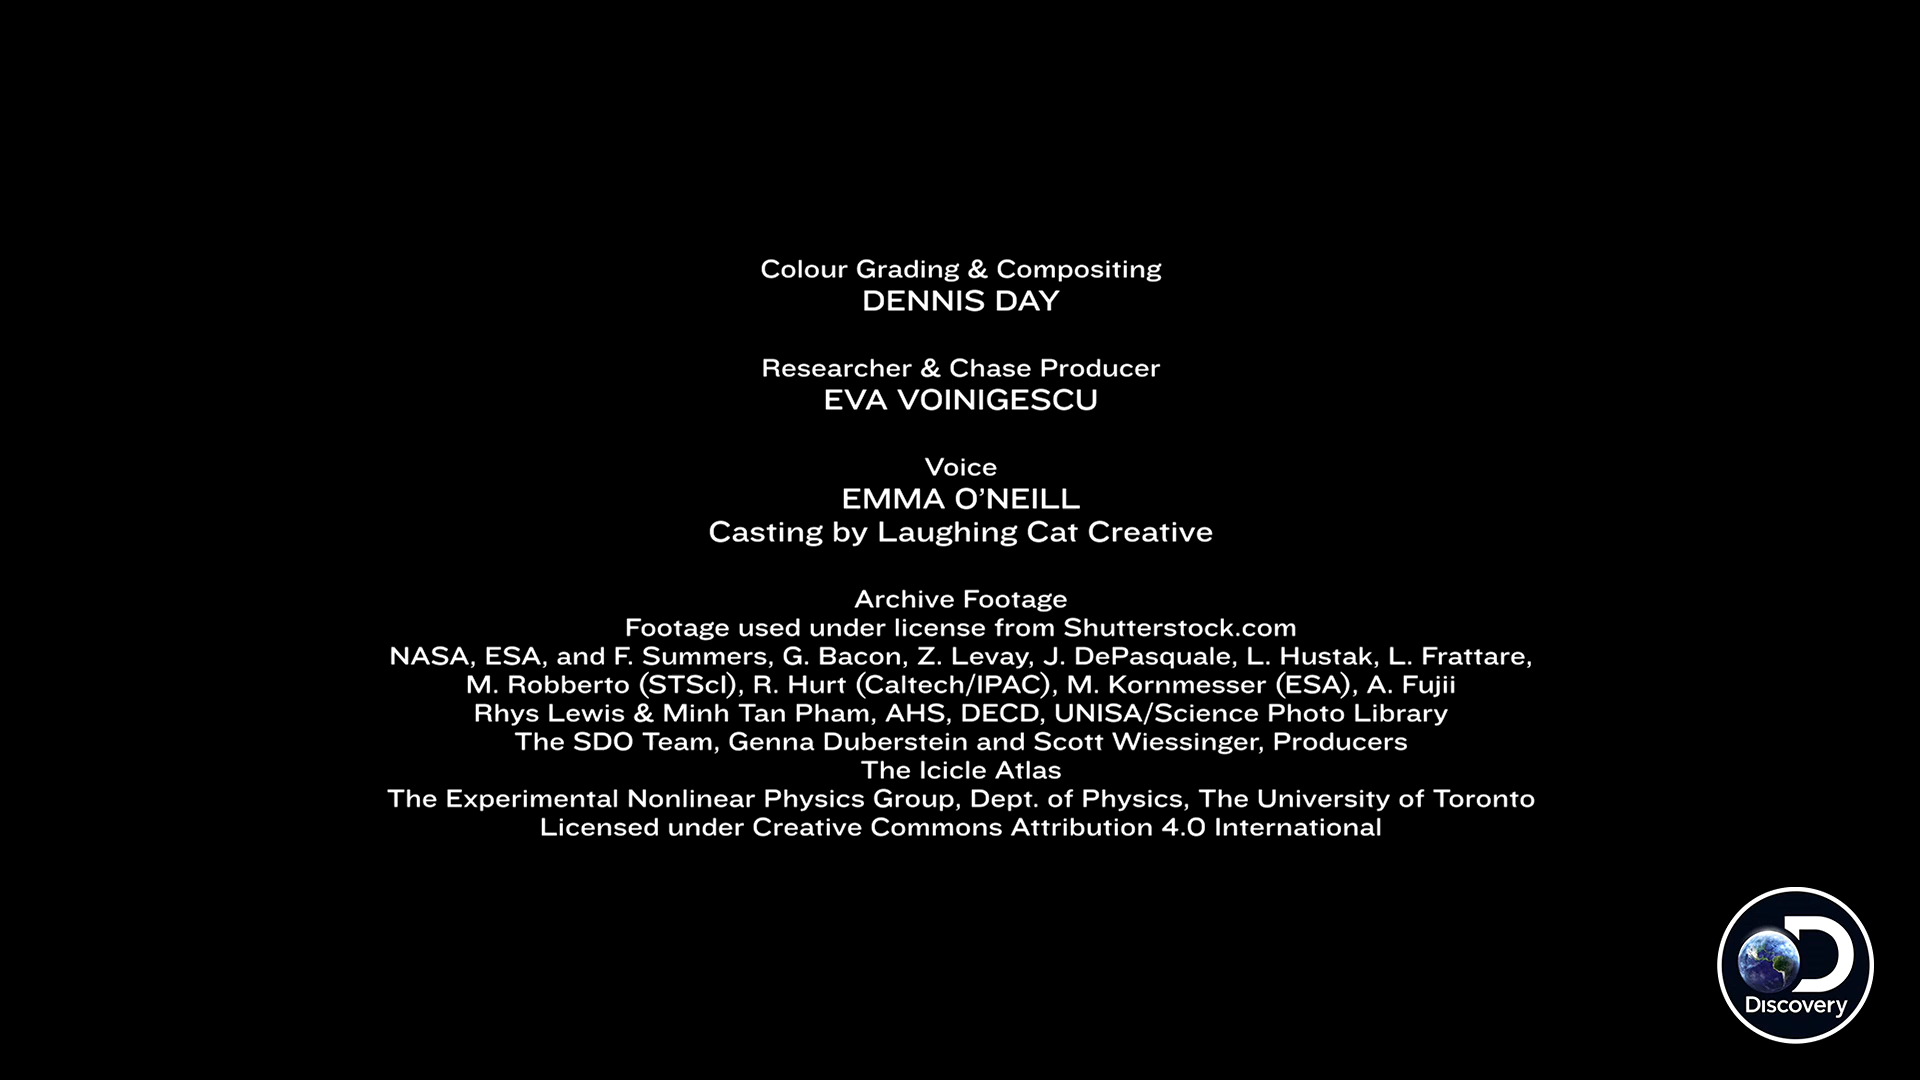 Colour Grading & Compositing
DENNIS DAY
Researcher & Chase Producer
EVA VOINIGESCU
Voice
EMMA O’NEILL
Casting by Laughing Cat Creative
Archive Footage
Footage used under license from Shutterstock.com
NASA, ESA, and F. Summers, G. Bacon, Z. Levay, J. DePasquale, L. Hustak, L. Frattare,
M. Robberto (STScI), R. Hurt (Caltech/IPAC), M. Kornmesser (ESA), A. Fujii
Rhys Lewis & Minh Tan Pham, AHS, DECD, UNISA/Science Photo Library
The SDO Team, Genna Duberstein and Scott Wiessinger, Producers
The Icicle Atlas
The Experimental Nonlinear Physics Group, Dept. of Physics, The University of Toronto
Licensed under Creative Commons Attribution 4.0 International
D
Discovery